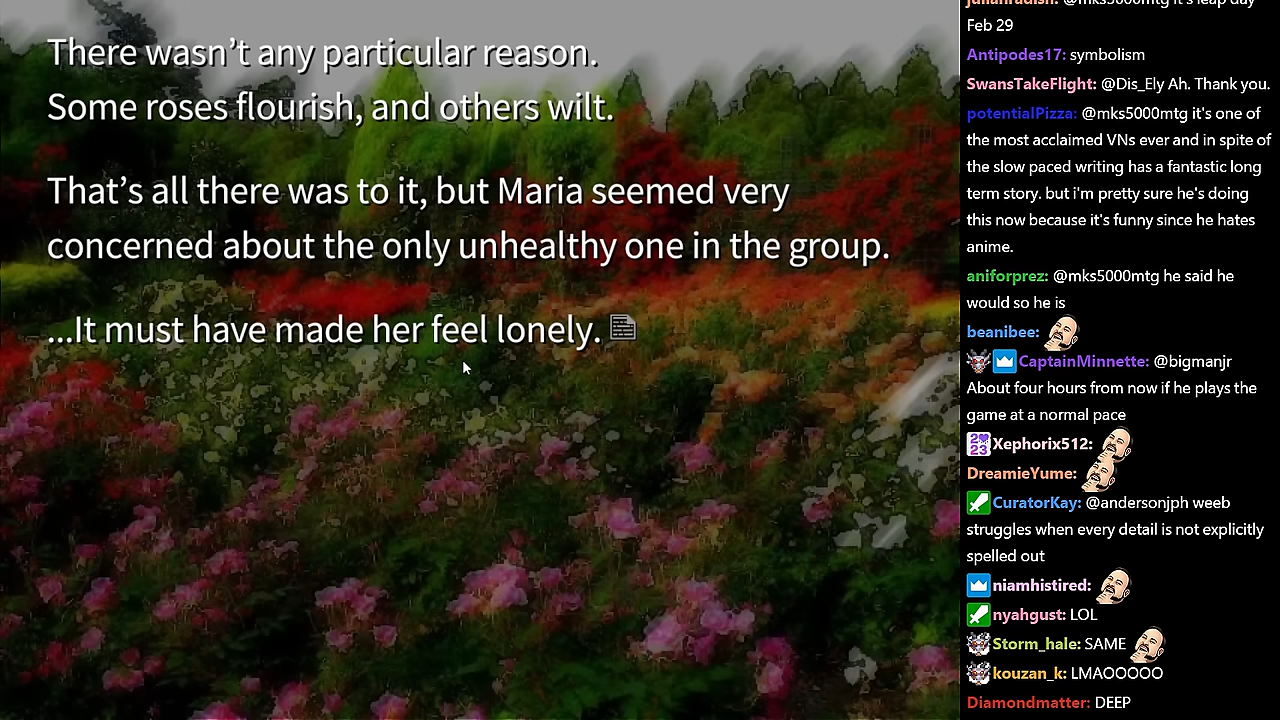 There wasn't any particular reason.
Some roses flourish, and others wilt.
That's all there was to it, but Maria seemed very
concerned about the only unhealthy one in the group.
...It must have made her feel lonely.
julianradish: @mks5000mtg it's leap day
Feb 29
Antipodes17: symbolism
SwansTakeFlight: @Dis_Ely Ah. Thank you.
potentialPizza: @mks5000mtg it's one of
the most acclaimed VNs ever and in spite of
the slow paced writing has a fantastic long
term story. but i'm pretty sure he's doing
this now because it's funny since he hates
anime.
aniforprez: @mks5000mtg he said he
would so he is
beanibee:
CaptainMinnette: @bigmanjr
About four hours from now if he plays the
game at a normal pace
2023 Xephorix512:
DreamieYume:
CuratorKay: @andersonjph weeb
struggles when every detail is not explicitly
spelled out
niamhistired:
nyahgust: LOL
Storm_hale: SAME
kouzan_k: LMAOOOOO
Diamondmatter: DEEP